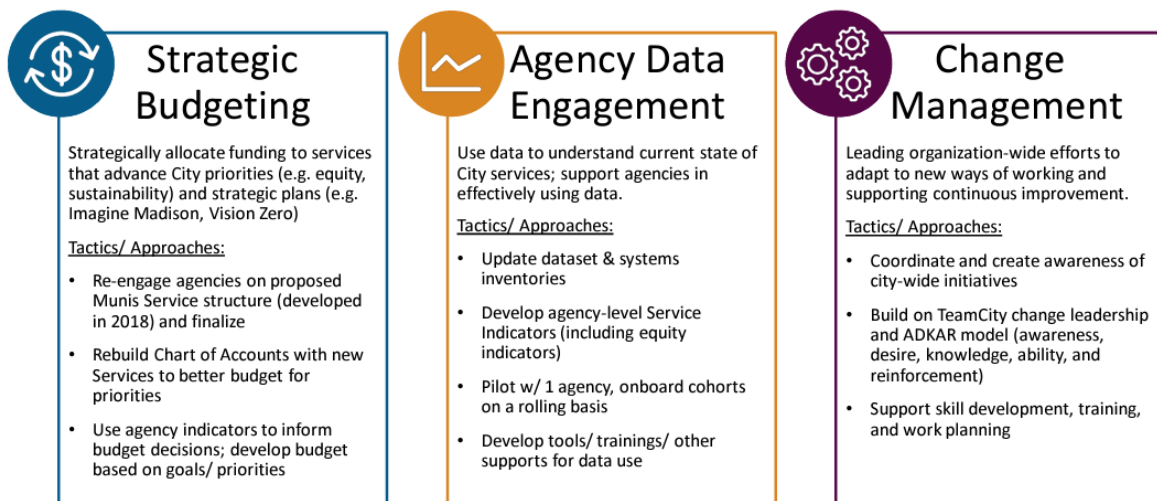 Strategic
Budgeting
Strategically allocate funding to services
that advance City priorities (e.g. equity,
sustainability) and strategic plans (e.g.
Imagine Madison, Vision Zero)
Tactics/ Approaches:
• Re-engage agencies on proposed
Munis Service structure (developed
in 2018) and finalize
• Rebuild Chart of Accounts with new
Services to better budget for
priorities
• Use agency indicators to inform
budget decisions; develop budget
based on goals/ priorities
Agency Data
Engagement
Use data to understand current state of
City services; support agencies in
effectively using data.
Tactics/ Approaches:
• Update dataset & systems
inventories
• Develop agency-level Service
Indicators (including equity
indicators)
• Pilot w/ 1 agency, onboard cohorts
on a rolling basis
• Develop tools/ trainings/ other
supports for data use
Change
Management
Leading organization-wide efforts to
adapt to new ways of working and
supporting continuous improvement.
Tactics/ Approaches:
• Coordinate and create awareness of
city-wide initiatives
• Build on TeamCity change leadership
and ADKAR model (awareness,
desire, knowledge, ability, and
reinforcement)
• Support skill development, training,
and work planning